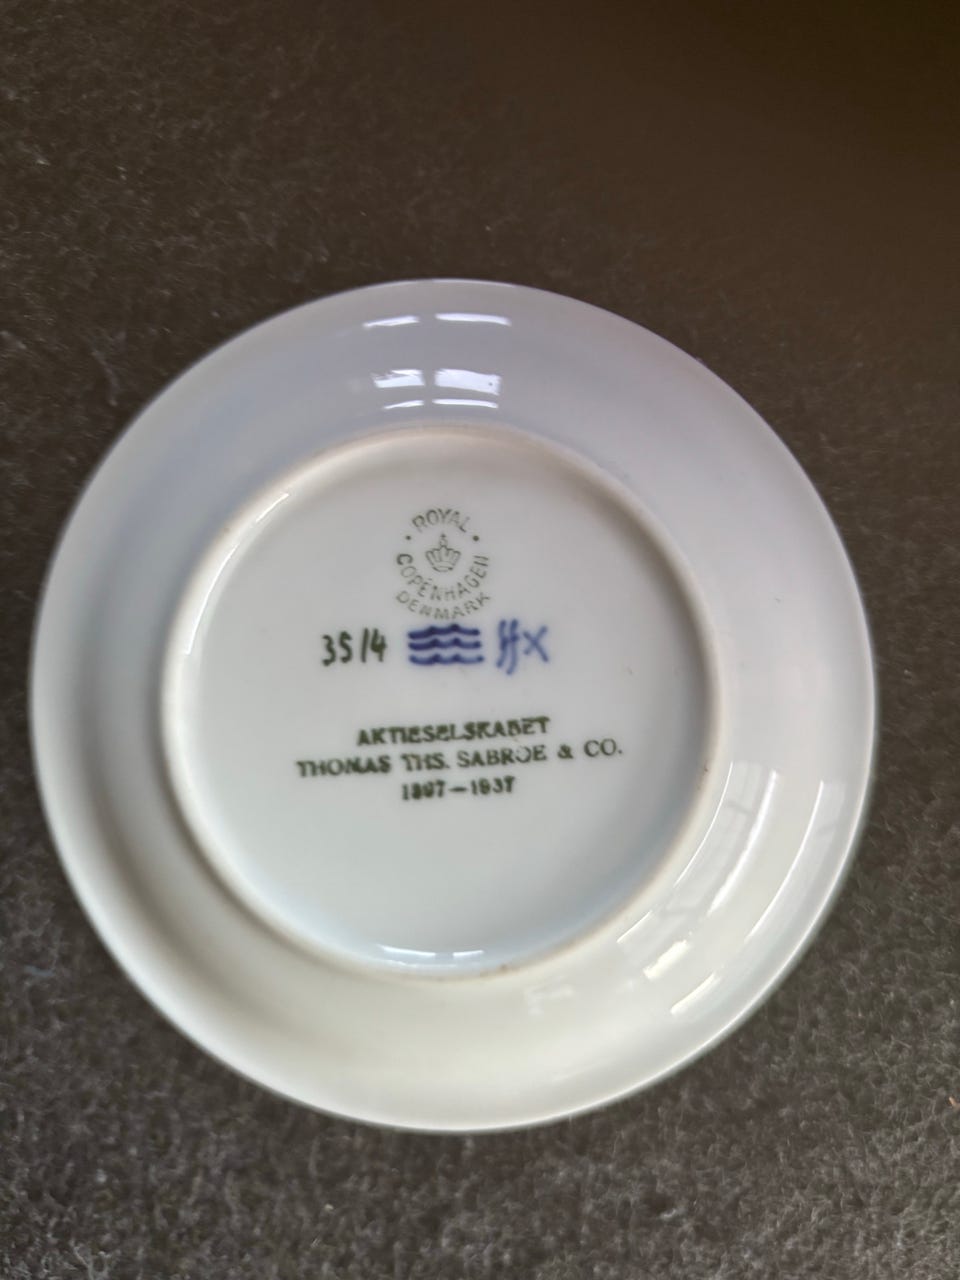 ROYAL
COPENHAGEN
DENMARK
3514
AKTIESELSKABET
THOMAS THS. SABROE & CO.
1897-1937